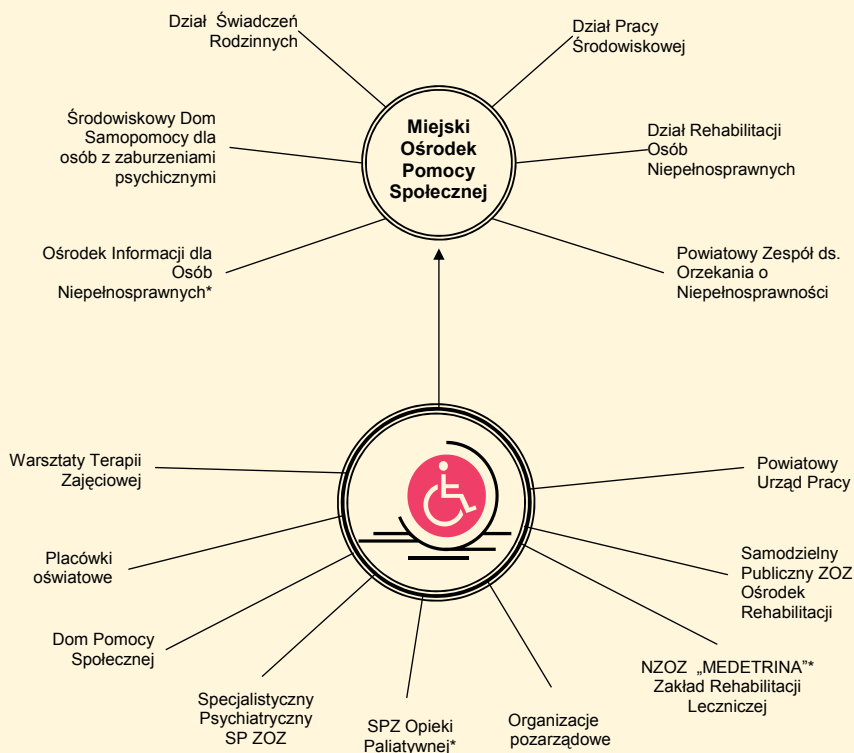 Dział Świadczeń
Rodzinnych
Dział Pracy
Środowiskowej
Miejski
Ośrodek
Pomocy
Społecznej
Środowiskowy Dom
Samopomocy dla
osób z zaburzeniami
psychicznymi
Dział Rehabilitacji
Osób
Niepełnosprawnych
Ośrodek Informacji dla
Osób
Niepełnosprawnych*
Powiatowy Zespół ds.
Orzekania o
Niepełnosprawności
Warsztaty Terapii
Zajęciowej
Powiatowy
Urząd Pracy
Placówki
oświatowe
Samodzielny
Publiczny ZOZ
Ośrodek
Rehabilitacji
Dom Pomocy
Społecznej
NZOZ „MEDETRINA”*
Zakład Rehabilitacji
Leczniczej
Specjalistyczny
Psychiatryczny
SP ZOZ
SPZ Opieki
Paliatywnej*
Organizacje
pozarządowe